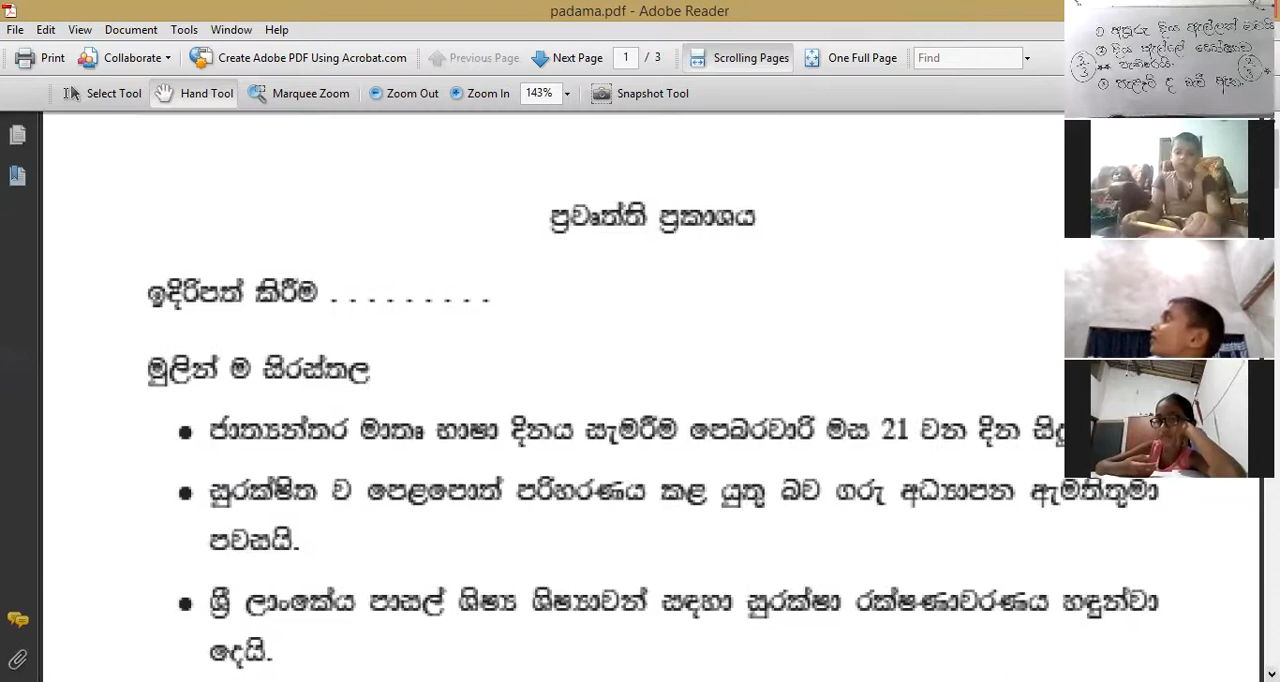 padama.pdf - Adobe Reader
File Edit View Document Tools Window Help
Print Collaborate Create Adobe PDF Using Acrobat.com Previous Page Next Page 1 / 3 Scrolling Pages One Full Page Find
Select Tool Hand Tool Marquee Zoom Zoom Out Zoom In 143% Snapshot Tool
ප්‍රවෘත්ති ප්‍රකාශය
ඉදිරිපත් කිරීම . . . . . . . . .
මුලින් ම සිරස්තල
● ජාත්‍යන්තර මාතෘ භාෂා දිනය සැමරීම පෙබරවාරි මස 21 වන දින
● සුරක්ෂිත ව පෙළපොත් පරිහරණය කළ යුතු බව ගරු අධ්‍යාපන ඇමතිතුමා
පවසයි.
● ශ්‍රී ලාංකේය පාසල් ශිෂ්‍ය ශිෂ්‍යාවන් සඳහා සුරක්ෂා රක්ෂණාවරණය හඳුන්වා
දෙයි.